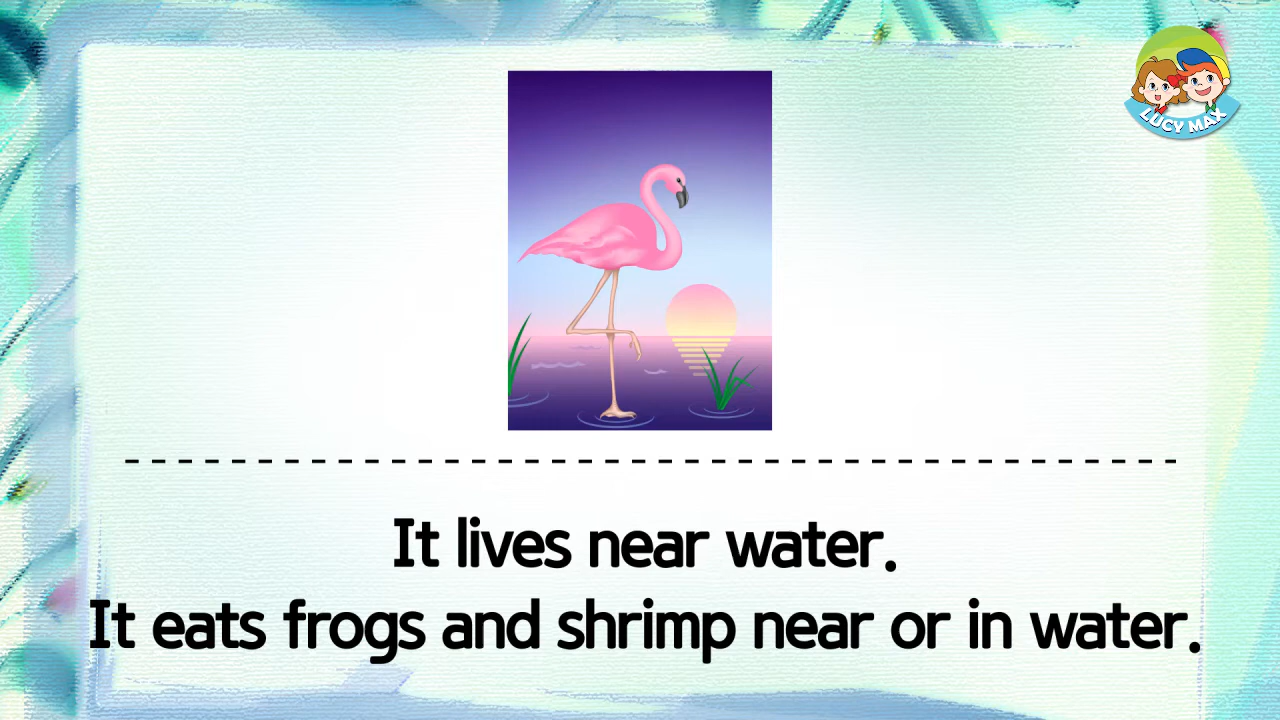 LUCY MAX
It lives near water.
It eats frogs and shrimp near or in water.